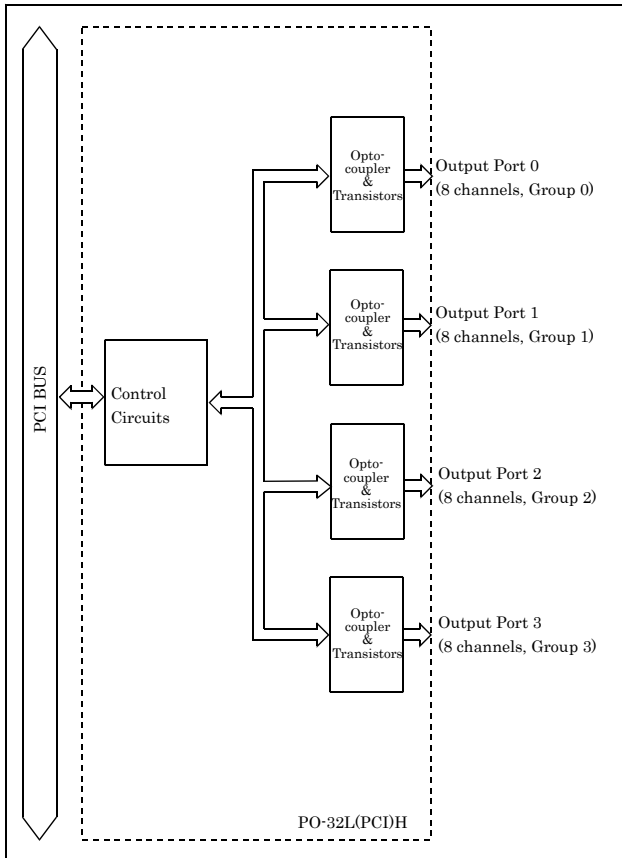 PCI BUS
Control
Circuits
Opto-
coupler
&
Transistors
Output Port 0
(8 channels, Group 0)
Opto-
coupler
&
Transistors
Output Port 1
(8 channels, Group 1)
Opto-
coupler
&
Transistors
Output Port 2
(8 channels, Group 2)
Opto-
coupler
&
Transistors
Output Port 3
(8 channels, Group 3)
PO-32L(PCI)H